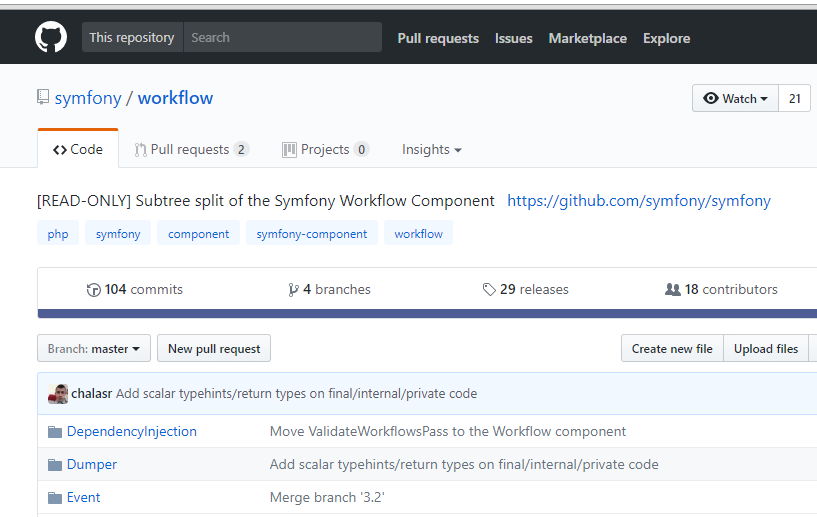 This repository Search Pull requests Issues Marketplace Explore
symfony / workflow Watch 21
Code Pull requests 2 Projects 0 Insights
[READ-ONLY] Subtree split of the Symfony Workflow Component https://github.com/symfony/symfony
php symfony component symfony-component workflow
104 commits 4 branches 29 releases 18 contributors
Branch: master New pull request Create new file Upload files
chalasr Add scalar typehints/return types on final/internal/private code
DependencyInjection Move ValidateWorkflowsPass to the Workflow component
Dumper Add scalar typehints/return types on final/internal/private code
Event Merge branch '3.2'